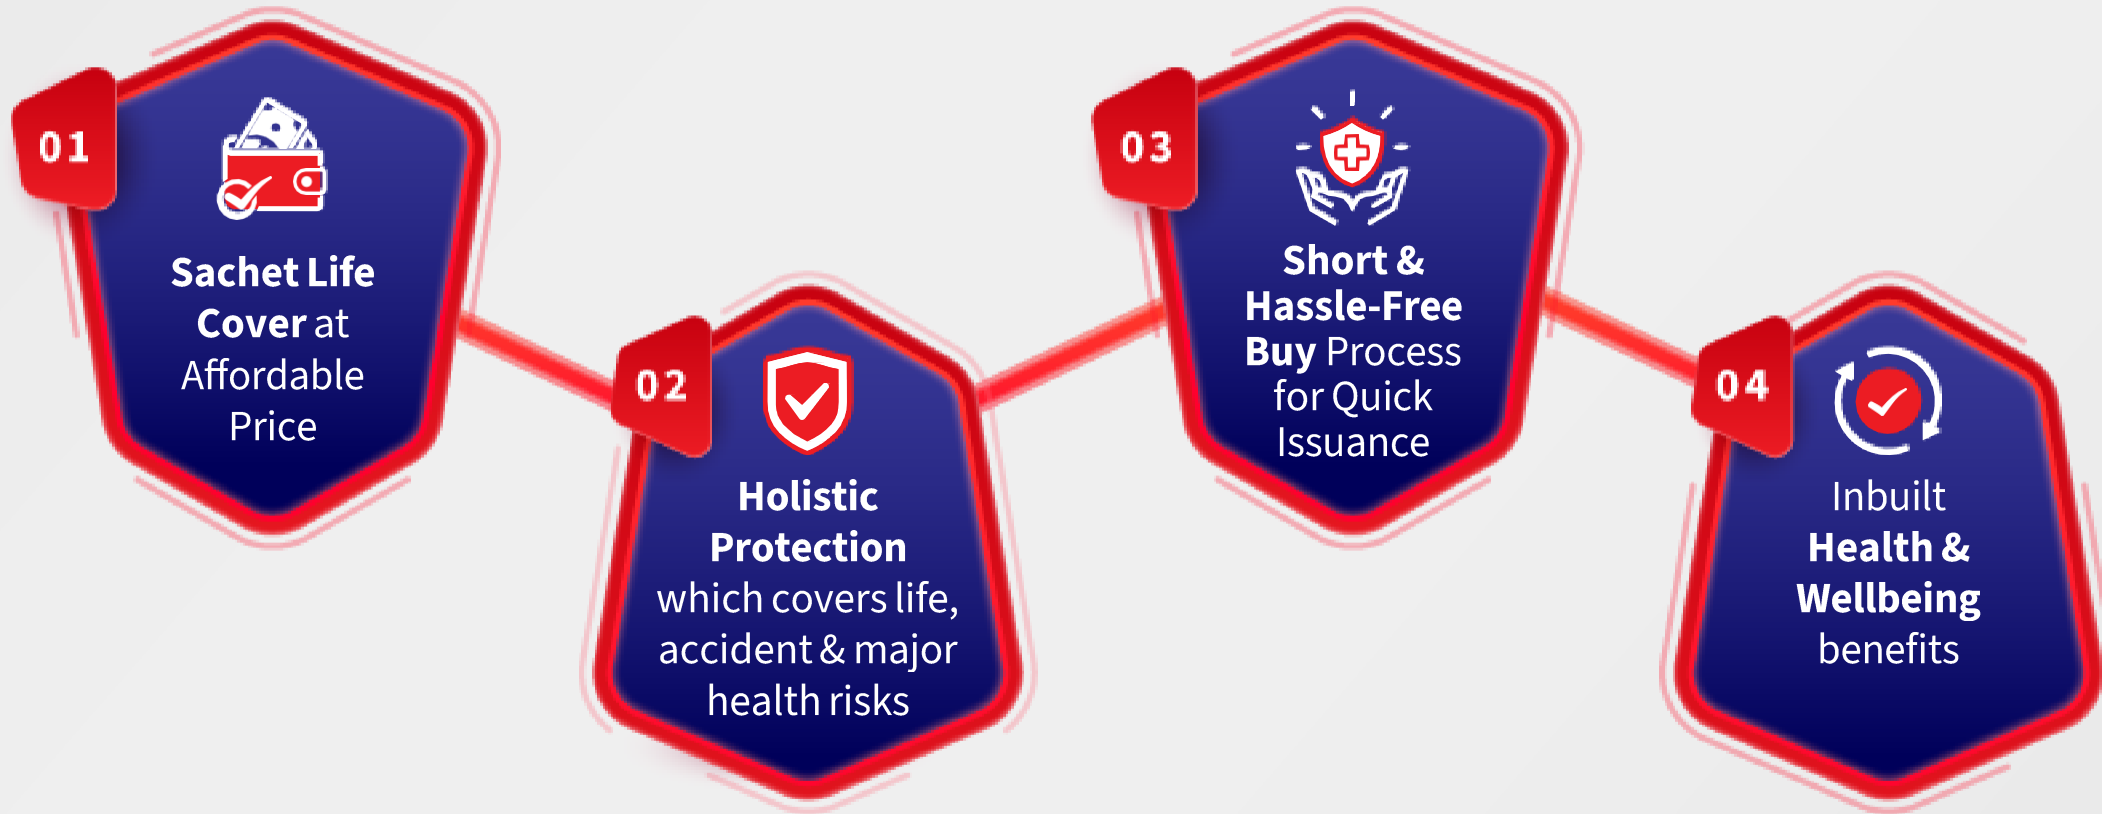 01
Sachet Life
Cover at
Affordable
Price
02
Holistic
Protection
which covers life,
accident & major
health risks
03
Short &
Hassle-Free
Buy Process
for Quick
Issuance
04
Inbuilt
Health &
Wellbeing
benefits